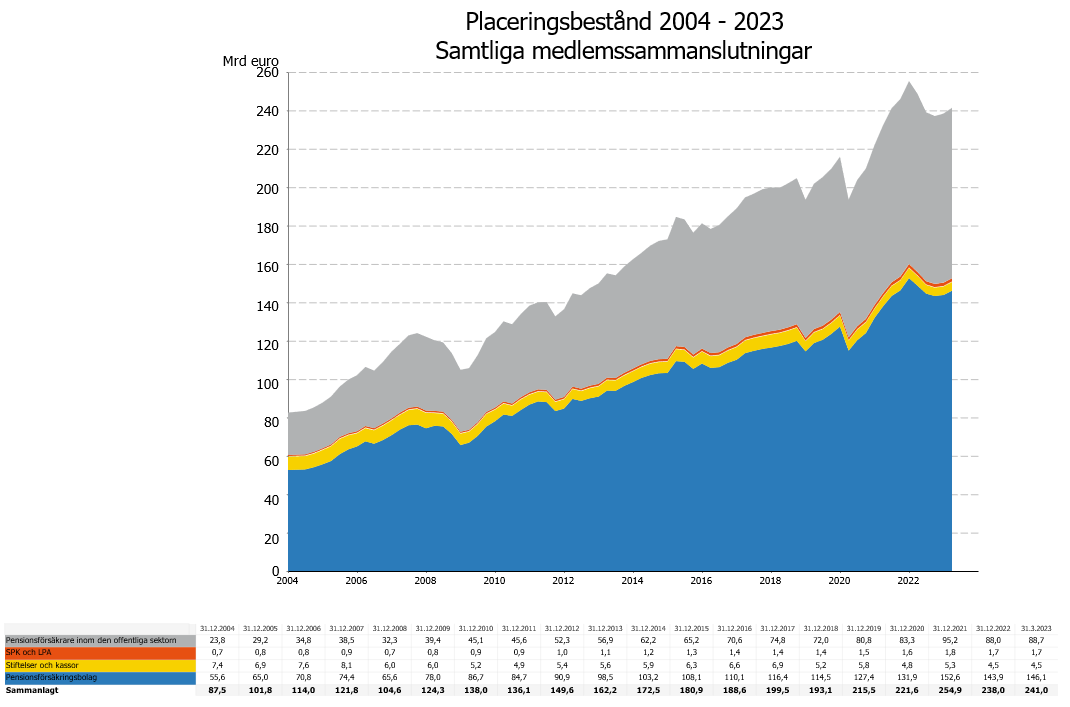 Placeringsbestånd 2004 - 2023
Samtliga medlemssammanslutningar
Mrd euro
260
240
220
200
180
160
140
120
100
80
60
40
20
0
2004 2006 2008 2010 2012 2014 2016 2018 2020 2022
31.12.2004 31.12.2005 31.12.2006 31.12.2007 31.12.2008 31.12.2009 31.12.2010 31.12.2011 31.12.2012 31.12.2013 31.12.2014 31.12.2015 31.12.2016 31.12.2017 31.12.2018 31.12.2019 31.12.2020 31.12.2021 31.12.2022 31.3.2023
Pensionsförsäkrare inom den offentliga sektorn 23,8 29,2 34,8 38,5 32,3 39,4 45,1 45,6 52,3 56,9 62,2 65,2 70,6 74,8 72,0 80,8 83,3 95,2 88,0 88,7
SPK och LPA 0,7 0,8 0,8 0,9 0,7 0,8 0,9 0,9 1,0 1,1 1,2 1,3 1,4 1,4 1,4 1,5 1,6 1,8 1,7 1,7
Stiftelser och kassor 7,4 6,9 7,6 8,1 6,0 6,0 5,2 4,9 5,4 5,6 5,9 6,3 6,6 6,9 5,2 5,8 4,8 5,3 4,5 4,5
Pensionsförsäkringsbolag 55,6 65,0 70,8 74,4 65,6 78,0 86,7 84,7 90,9 98,5 103,2 108,1 110,1 116,4 114,5 127,4 131,9 152,6 143,9 146,1
Sammanlagt 87,5 101,8 114,0 121,8 104,6 124,3 138,0 136,1 149,6 162,2 172,5 180,9 188,6 199,5 193,1 215,5 221,6 254,9 238,0 241,0